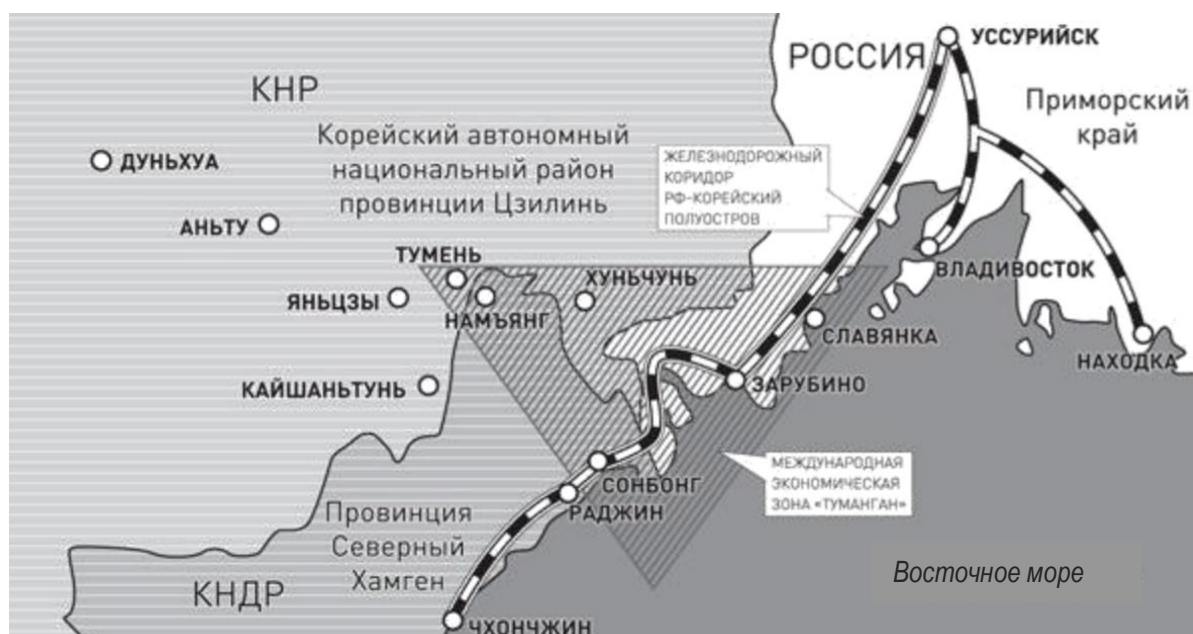 УССУРИЙСК
РОССИЯ
КНР
Приморский
край
Корейский автономный
национальный район
провинции Цзилинь
ДУНЬХУА
ЖЕЛЕЗНОДОРОЖНЫЙ
КОРИДОР
РФ-КОРЕЙСКИЙ
ПОЛУОСТРОВ
АНЬТУ
ТУМЕНЬ
ВЛАДИВОСТОК
ХУНЬЧУНЬ
ЯНЬЦЗЫ
НАМЪЯНГ
СЛАВЯНКА
НАХОДКА
КАЙШАНЬТУНЬ
ЗАРУБИНО
МЕЖДУНАРОДНАЯ
ЭКОНОМИЧЕСКАЯ
ЗОНА «ТУМАНГАН»
СОНБОНГ
РАДЖИН
Провинция
Северный
Хамген
Восточное море
КНДР
ЧХОНЧЖИН